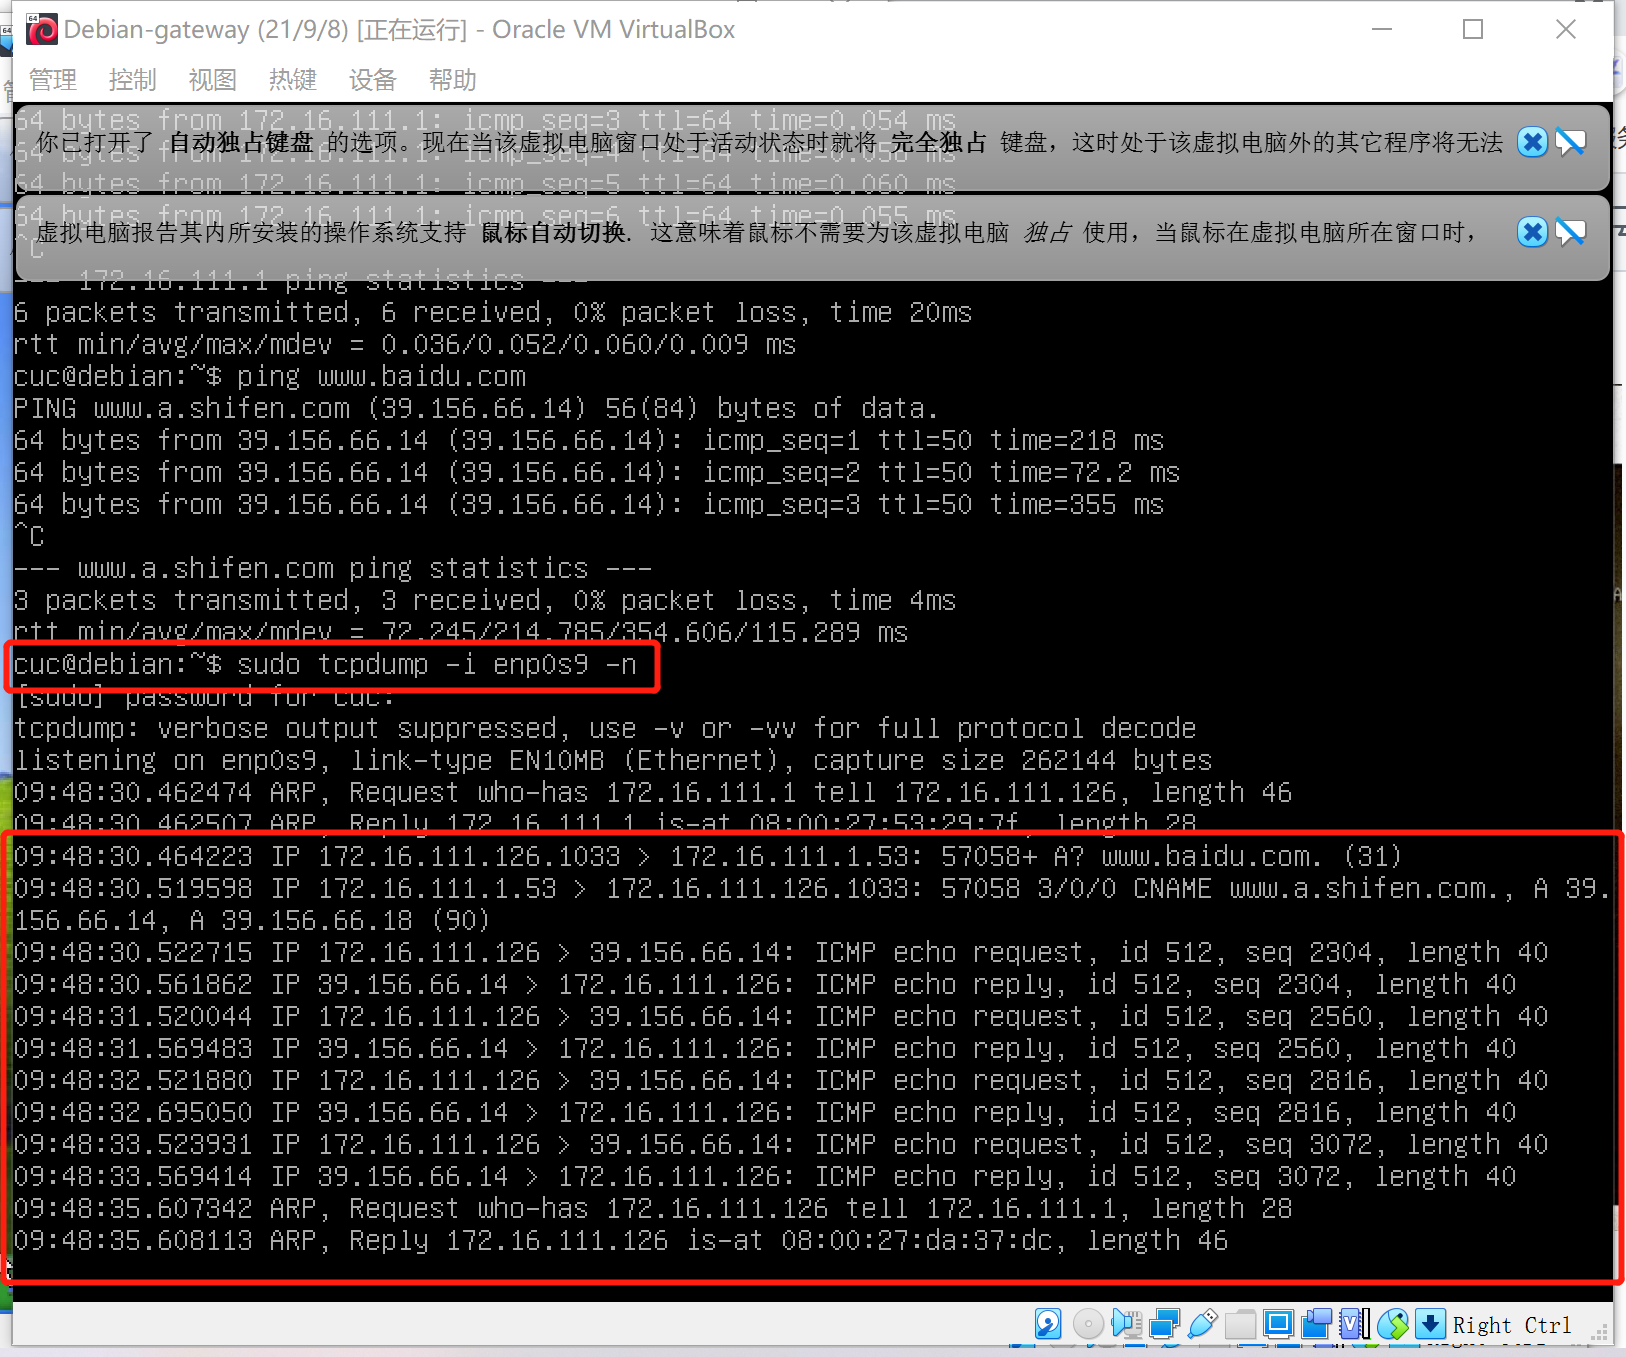 Debian-gateway (21/9/8) [正在运行] - Oracle VM VirtualBox
管理 控制 视图 热键 设备 帮助
64 bytes from 172.16.111.1: icmp_seq=3 ttl=64 time=0.054 ms
你已打开了 自动独占键盘 的选项。现在当该虚拟电脑窗口处于活动状态时就将 完全独占 键盘，这时处于该虚拟电脑外的其它程序将无法
64 bytes from 172.16.111.1: icmp_seq=5 ttl=64 time=0.060 ms
64 bytes from 172.16.111.1: icmp_seq=6 ttl=64 time=0.055 ms
虚拟电脑报告其内所安装的操作系统支持 鼠标自动切换. 这意味着鼠标不需要为该虚拟电脑 独占 使用，当鼠标在虚拟电脑所在窗口时，
^C
--- 172.16.111.1 ping statistics ---
6 packets transmitted, 6 received, 0% packet loss, time 20ms
rtt min/avg/max/mdev = 0.036/0.052/0.060/0.009 ms
cuc@debian:~$ ping www.baidu.com
PING www.a.shifen.com (39.156.66.14) 56(84) bytes of data.
64 bytes from 39.156.66.14 (39.156.66.14): icmp_seq=1 ttl=50 time=218 ms
64 bytes from 39.156.66.14 (39.156.66.14): icmp_seq=2 ttl=50 time=72.2 ms
64 bytes from 39.156.66.14 (39.156.66.14): icmp_seq=3 ttl=50 time=355 ms
^C
--- www.a.shifen.com ping statistics ---
3 packets transmitted, 3 received, 0% packet loss, time 4ms
rtt min/avg/max/mdev = 72.245/214.785/354.606/115.289 ms
cuc@debian:~$ sudo tcpdump -i enp0s9 -n
[sudo] password for cuc:
tcpdump: verbose output suppressed, use -v or -vv for full protocol decode
listening on enp0s9, link-type EN10MB (Ethernet), capture size 262144 bytes
09:48:30.462474 ARP, Request who-has 172.16.111.1 tell 172.16.111.126, length 46
09:48:30.462507 ARP, Reply 172.16.111.1 is-at 08:00:27:53:29:7f, length 28
09:48:30.464223 IP 172.16.111.126.1033 > 172.16.111.1.53: 57058+ A? www.baidu.com. (31)
09:48:30.519598 IP 172.16.111.1.53 > 172.16.111.126.1033: 57058 3/0/0 CNAME www.a.shifen.com., A 39.
156.66.14, A 39.156.66.18 (90)
09:48:30.522715 IP 172.16.111.126 > 39.156.66.14: ICMP echo request, id 512, seq 2304, length 40
09:48:30.561862 IP 39.156.66.14 > 172.16.111.126: ICMP echo reply, id 512, seq 2304, length 40
09:48:31.520044 IP 172.16.111.126 > 39.156.66.14: ICMP echo request, id 512, seq 2560, length 40
09:48:31.569483 IP 39.156.66.14 > 172.16.111.126: ICMP echo reply, id 512, seq 2560, length 40
09:48:32.521880 IP 172.16.111.126 > 39.156.66.14: ICMP echo request, id 512, seq 2816, length 40
09:48:32.695050 IP 39.156.66.14 > 172.16.111.126: ICMP echo reply, id 512, seq 2816, length 40
09:48:33.523931 IP 172.16.111.126 > 39.156.66.14: ICMP echo request, id 512, seq 3072, length 40
09:48:33.569414 IP 39.156.66.14 > 172.16.111.126: ICMP echo reply, id 512, seq 3072, length 40
09:48:35.607342 ARP, Request who-has 172.16.111.126 tell 172.16.111.1, length 28
09:48:35.608113 ARP, Reply 172.16.111.126 is-at 08:00:27:da:37:dc, length 46
Right Ctrl